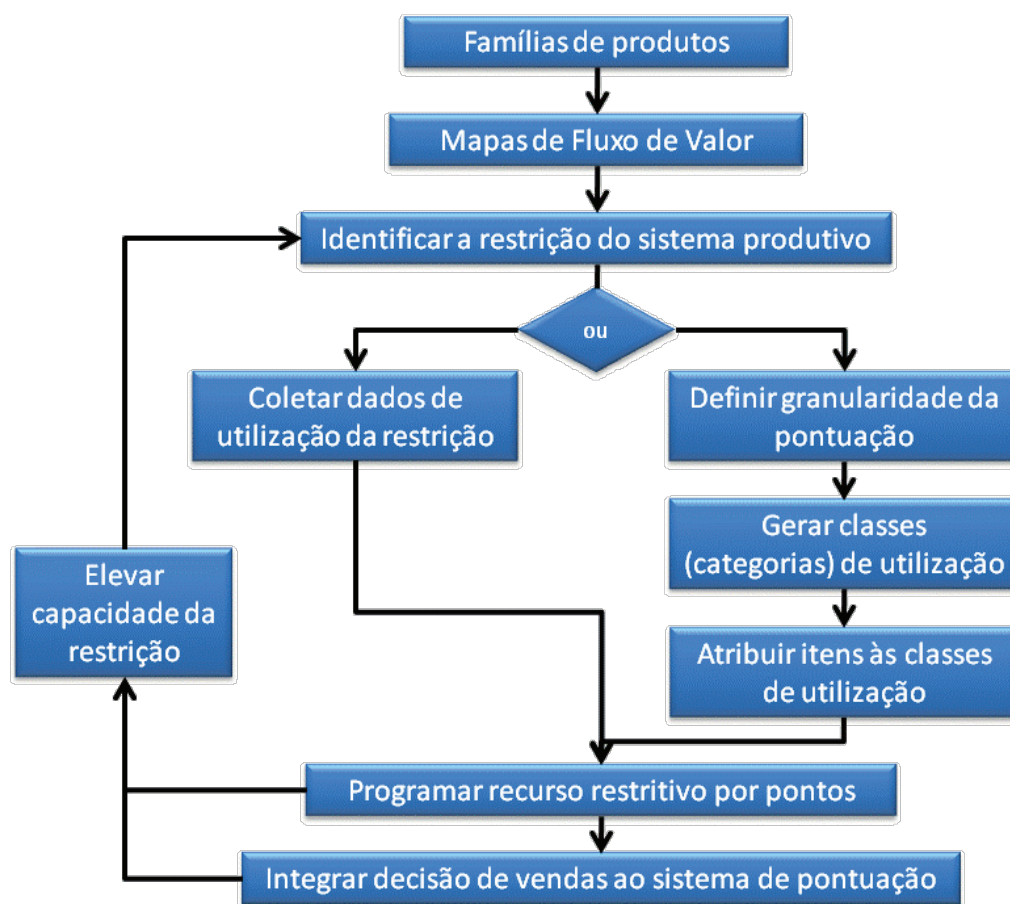 Famílias de produtos
Mapas de Fluxo de Valor
Identificar a restrição do sistema produtivo
ou
Coletar dados de
utilização da restrição
Definir granularidade da
pontuação
Gerar classes
(categorias) de utilização
Atribuir itens às classes
de utilização
Elevar
capacidade da
restrição
Programar recurso restritivo por pontos
Integrar decisão de vendas ao sistema de pontuação